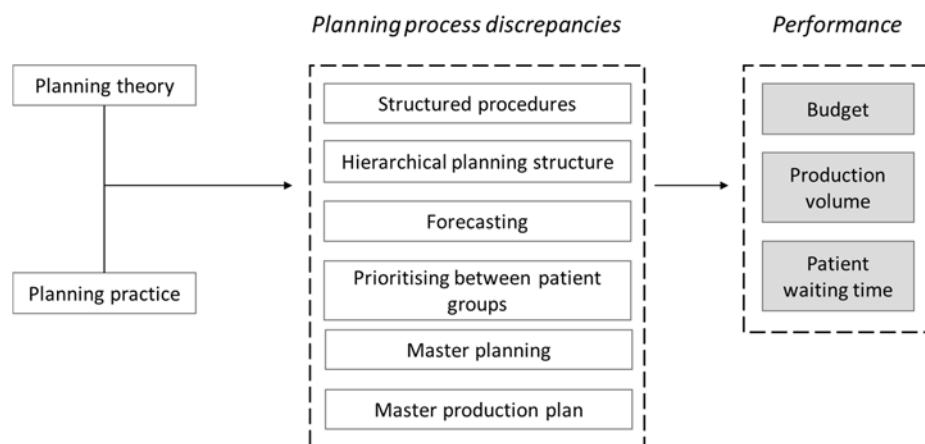 Planning process discrepancies
Performance
Planning theory
Planning practice
Structured procedures
Hierarchical planning structure
Forecasting
Prioritising between patient
groups
Master planning
Master production plan
Budget
Production
volume
Patient
waiting time